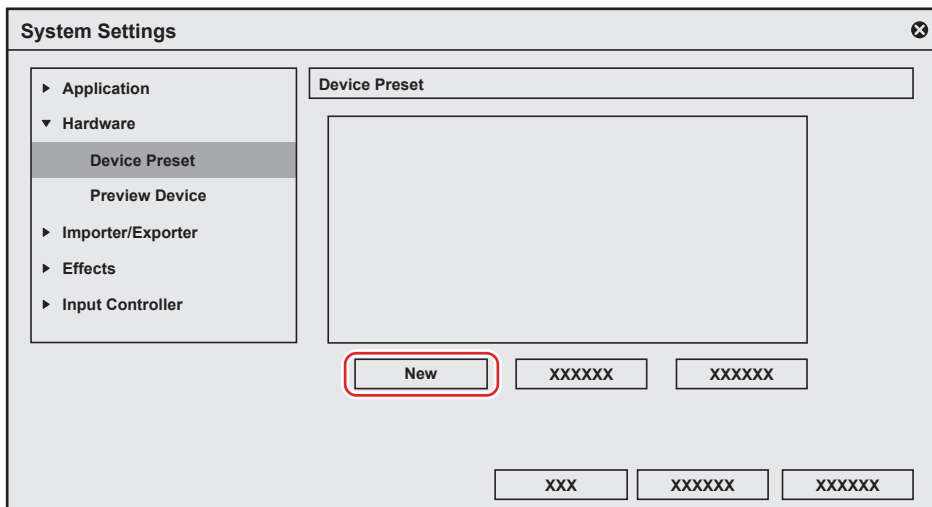 System Settings
Application
Hardware
Device Preset
Preview Device
Importer/Exporter
Effects
Input Controller
Device Preset
New
XXXXXX
XXXXXX
XXX
XXXXXX
XXXXXX